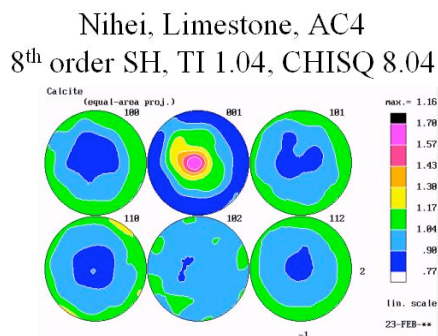 Nihei, Limestone, AC4
8th order SH, TI 1.04, CHISQ 8.04
Calcite
(equal-area proj.)
max.= 1.16
100
001
101
1.70
1.57
1.43
1.30
1.17
1.04
.90
.77
110
102
112
2
lin. scale
23-FEB-**
-1